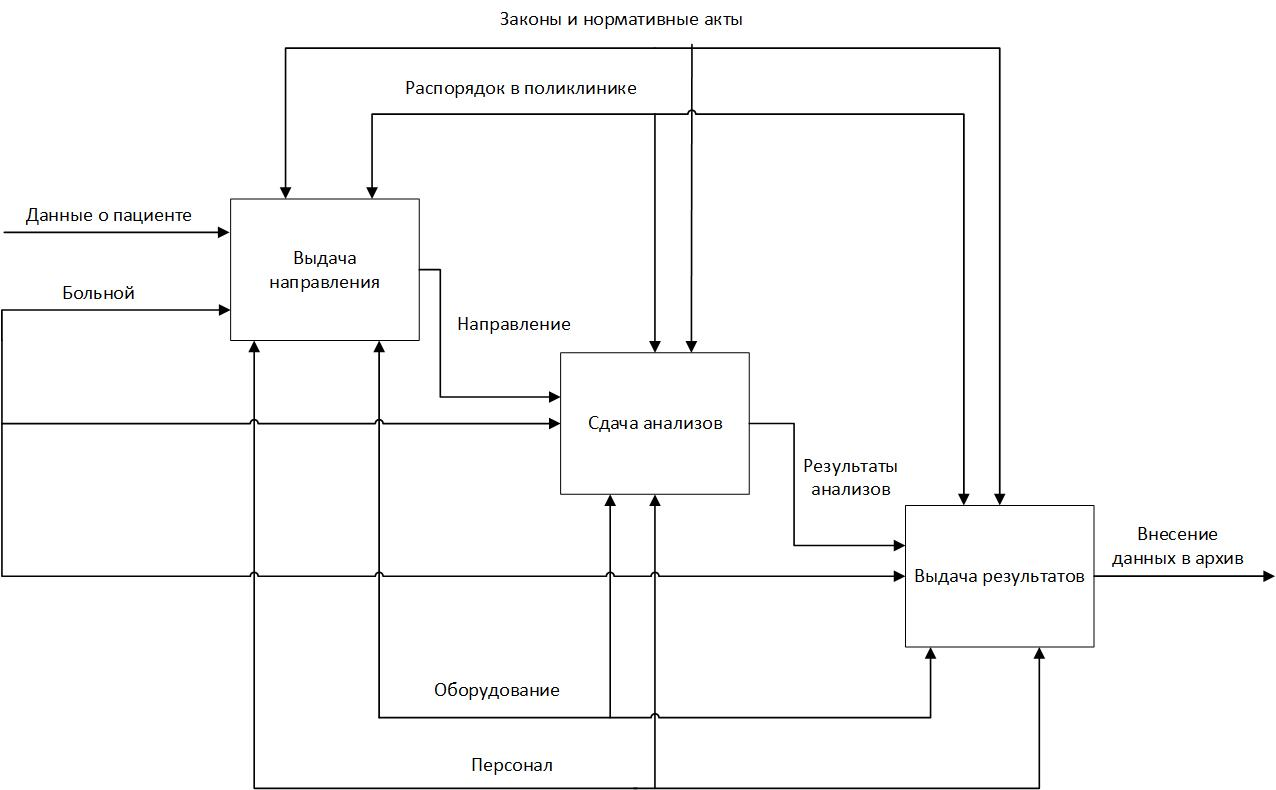 Законы и нормативные акты
Распорядок в поликлинике
Данные о пациенте
Выдача
направления
Больной
Направление
Сдача анализов
Результаты
анализов
Внесение
данных в архив
Выдача результатов
Оборудование
Персонал